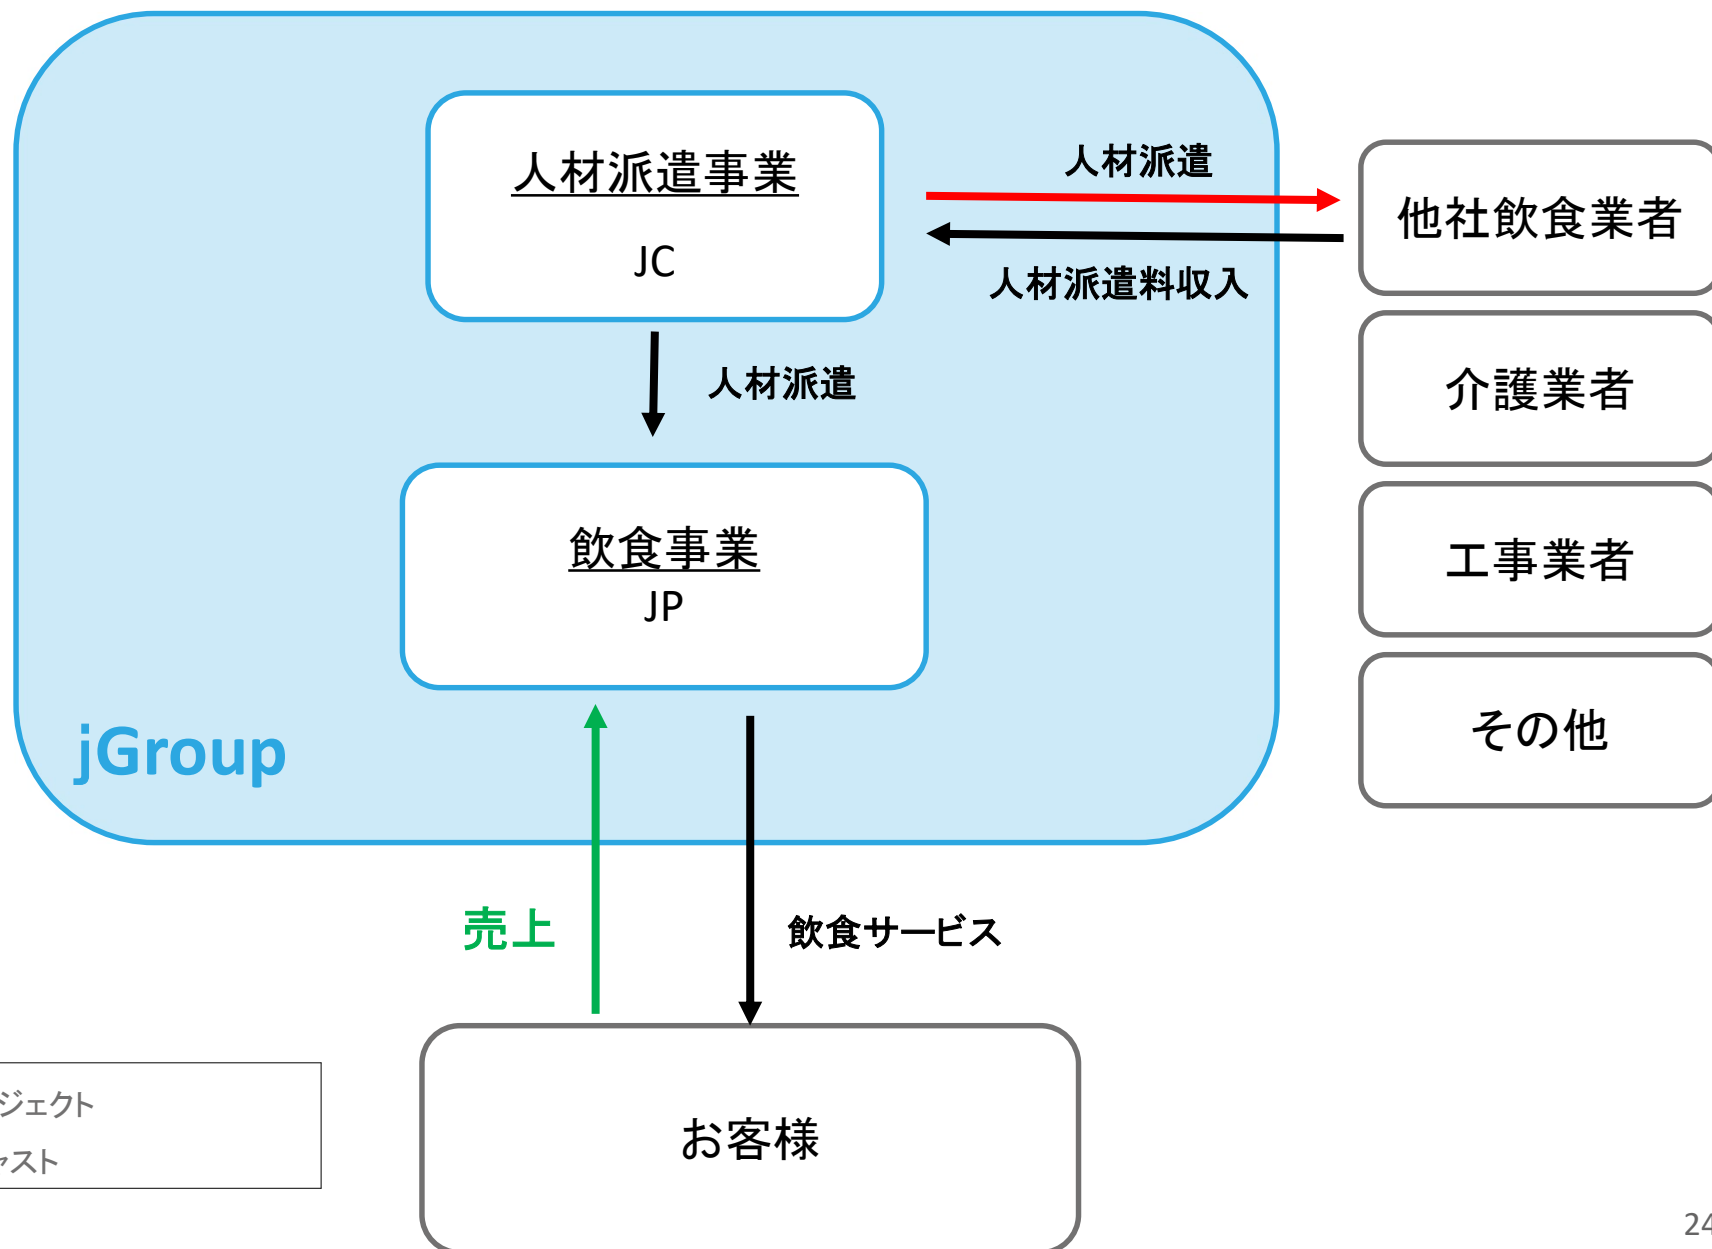 人材派遣事業
JC
人材派遣
人材派遣料収入
他社飲食業者
人材派遣
介護業者
飲食事業
JP
工事業者
その他
jGroup
売上
飲食サービス
ジェクト
ャスト
お客様
24